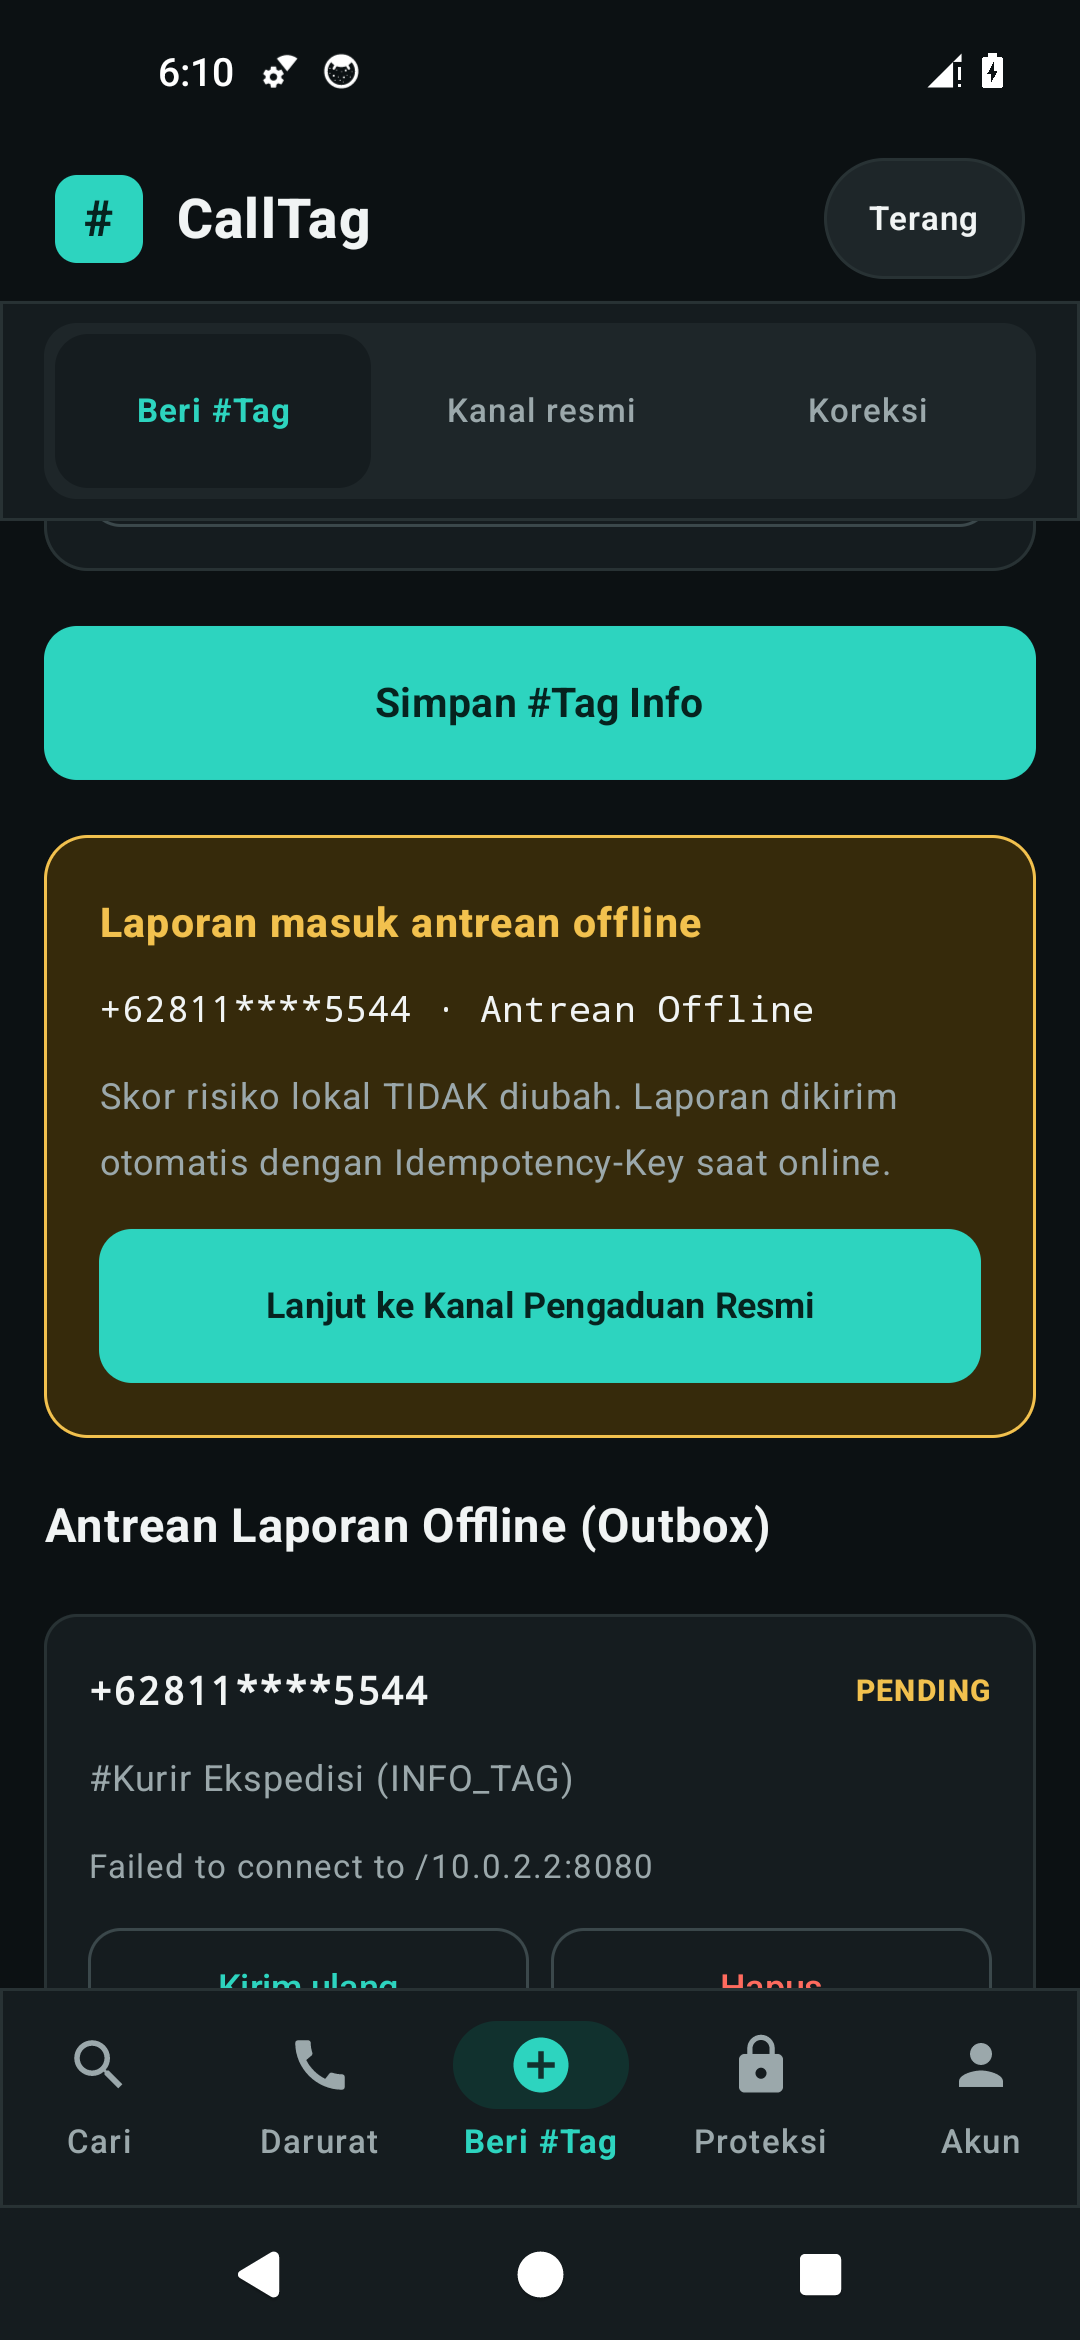 6:10
# CallTag
Terang
Beri #Tag
Kanal resmi
Koreksi
Simpan #Tag Info
Laporan masuk antrean offline
+62811****5544 · Antrean Offline
Skor risiko lokal TIDAK diubah. Laporan dikirim
otomatis dengan Idempotency-Key saat online.
Lanjut ke Kanal Pengaduan Resmi
Antrean Laporan Offline (Outbox)
+62811****5544
PENDING
#Kurir Ekspedisi (INFO_TAG)
Failed to connect to /10.0.2.2:8080
Kirim ulang
Hapus
Cari
Darurat
Beri #Tag
Proteksi
Akun